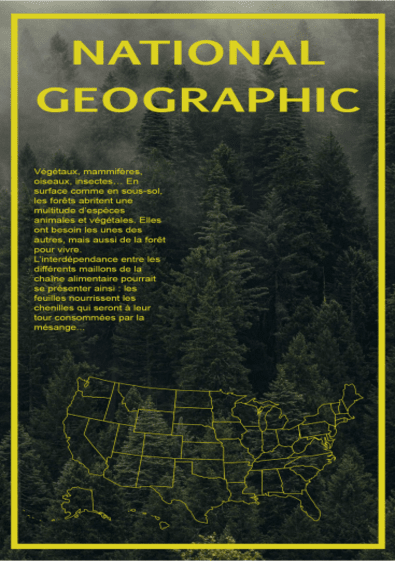 NATIONAL
GEOGRAPHIC
Végétaux, mammifères,
oiseaux, insectes… En
surface comme en sous-sol,
les forêts abritent une
multitude d'espèces
animales et végétales. Elles
ont besoin les unes des
autres, mais aussi de la forêt
pour vivre.
L'interdépendance entre les
différents maillons de la
chaîne alimentaire pourrait
se présenter ainsi : les
feuilles nourrissent les
chenilles qui seront à leur
tour consommées par la
mésange…